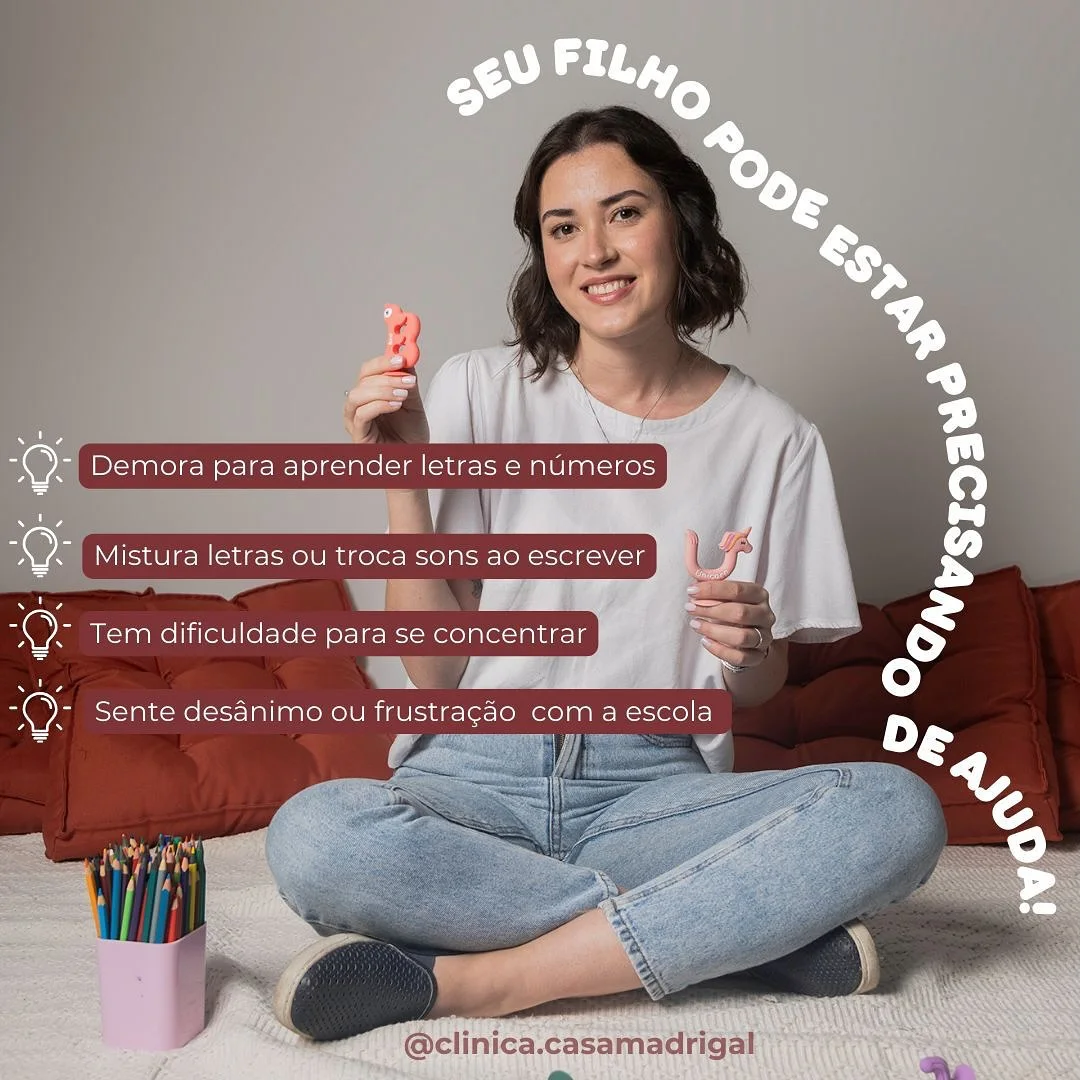 SEU FILHO PODE ESTAR PRECISANDO DE AJUDA!
Demora para aprender letras e números
Mistura letras ou troca sons ao escrever
Unicorn
Tem dificuldade para se concentrar
Sente desânimo ou frustração com a escola
@clinica.casamadrigal